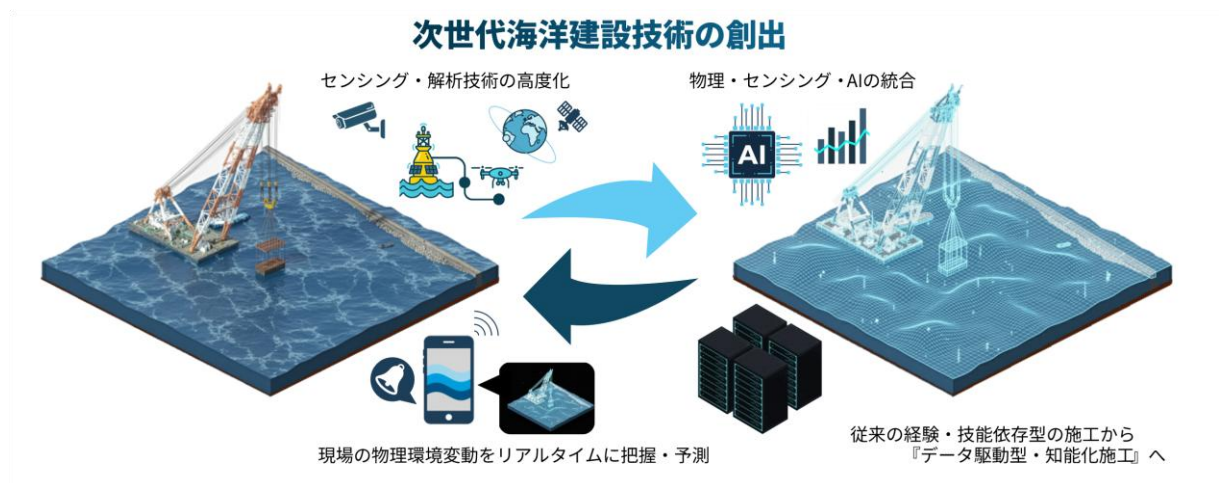 次世代海洋建設技術の創出
センシング・解析技術の高度化
物理・センシング・AIの統合
AI
現場の物理環境変動をリアルタイムに把握・予測
従来の経験・技能依存型の施工から
『データ駆動型・知能化施工』へ